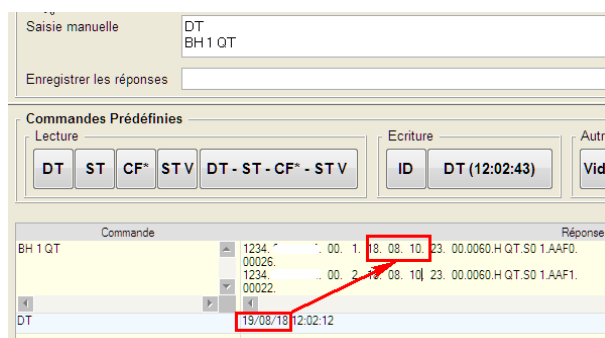 Saisie manuelle
DT
BH 1 QT
Enregistrer les réponses
Commandes Prédéfinies
Lecture
Ecriture
Autr
DT
ST
CF*
ST V
DT - ST - CF* - ST V
ID
DT (12:02:43)
Vid
Commande
Réponse
BH 1 QT
1234. . 00. 1. 18. 08. 10. 23. 00.0060.H QT.S0 1.AAF0.
00026.
1234. .. 00. 2. 08. 10. 23. 00.0060.H QT.S0 1.AAF1.
00022.
DT
19/08/18 12:02:12